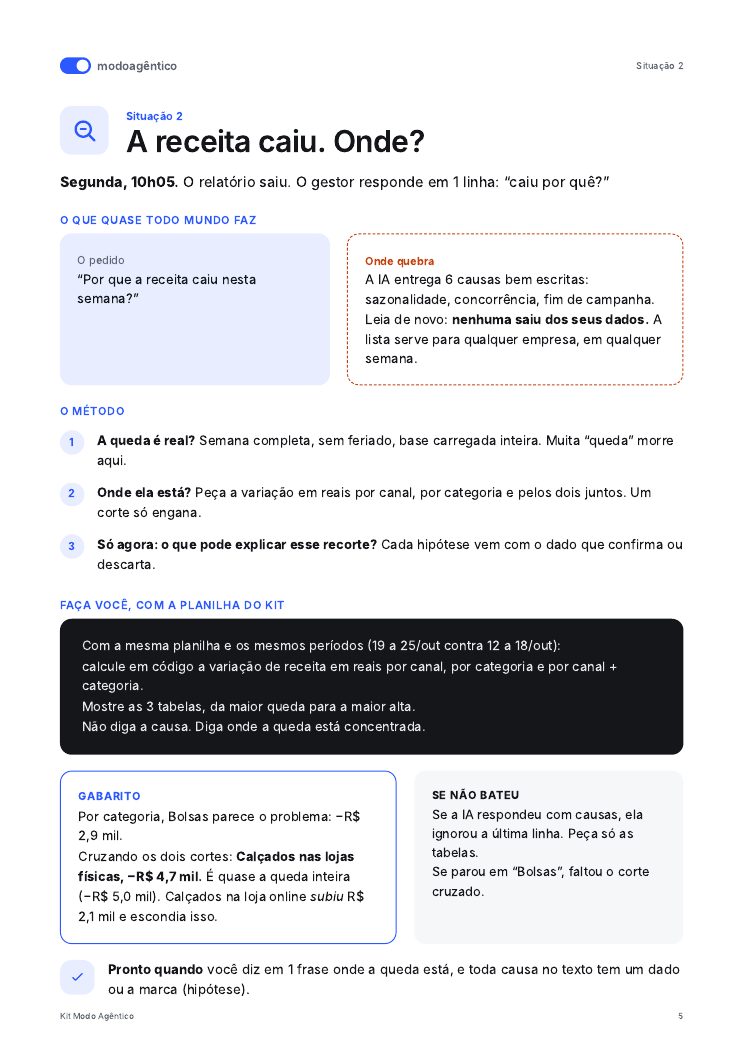 modoagêntico
Situação 2
Situação 2
A receita caiu. Onde?
Segunda, 10h05. O relatório saiu. O gestor responde em 1 linha: “caiu por quê?”
O QUE QUASE TODO MUNDO FAZ
O pedido
“Por que a receita caiu nesta
semana?”
Onde quebra
A IA entrega 6 causas bem escritas:
sazonalidade, concorrência, fim de campanha.
Leia de novo: nenhuma saiu dos seus dados. A
lista serve para qualquer empresa, em qualquer
semana.
O MÉTODO
1
A queda é real? Semana completa, sem feriado, base carregada inteira. Muita “queda” morre
aqui.
2
Onde ela está? Peça a variação em reais por canal, por categoria e pelos dois juntos. Um
corte só engana.
3
Só agora: o que pode explicar esse recorte? Cada hipótese vem com o dado que confirma ou
descarta.
FAÇA VOCÊ, COM A PLANILHA DO KIT
Com a mesma planilha e os mesmos períodos (19 a 25/out contra 12 a 18/out):
calcule em código a variação de receita em reais por canal, por categoria e por canal +
categoria.
Mostre as 3 tabelas, da maior queda para a maior alta.
Não diga a causa. Diga onde a queda está concentrada.
GABARITO
Por categoria, Bolsas parece o problema: −R$
2,9 mil.
Cruzando os dois cortes: Calçados nas lojas
físicas, −R$ 4,7 mil. É quase a queda inteira
(−R$ 5,0 mil). Calçados na loja online subiu R$
2,1 mil e escondia isso.
SE NÃO BATEU
Se a IA respondeu com causas, ela
ignorou a última linha. Peça só as
tabelas.
Se parou em “Bolsas”, faltou o corte
cruzado.
Pronto quando você diz em 1 frase onde a queda está, e toda causa no texto tem um dado
ou a marca (hipótese).
Kit Modo Agêntico
5